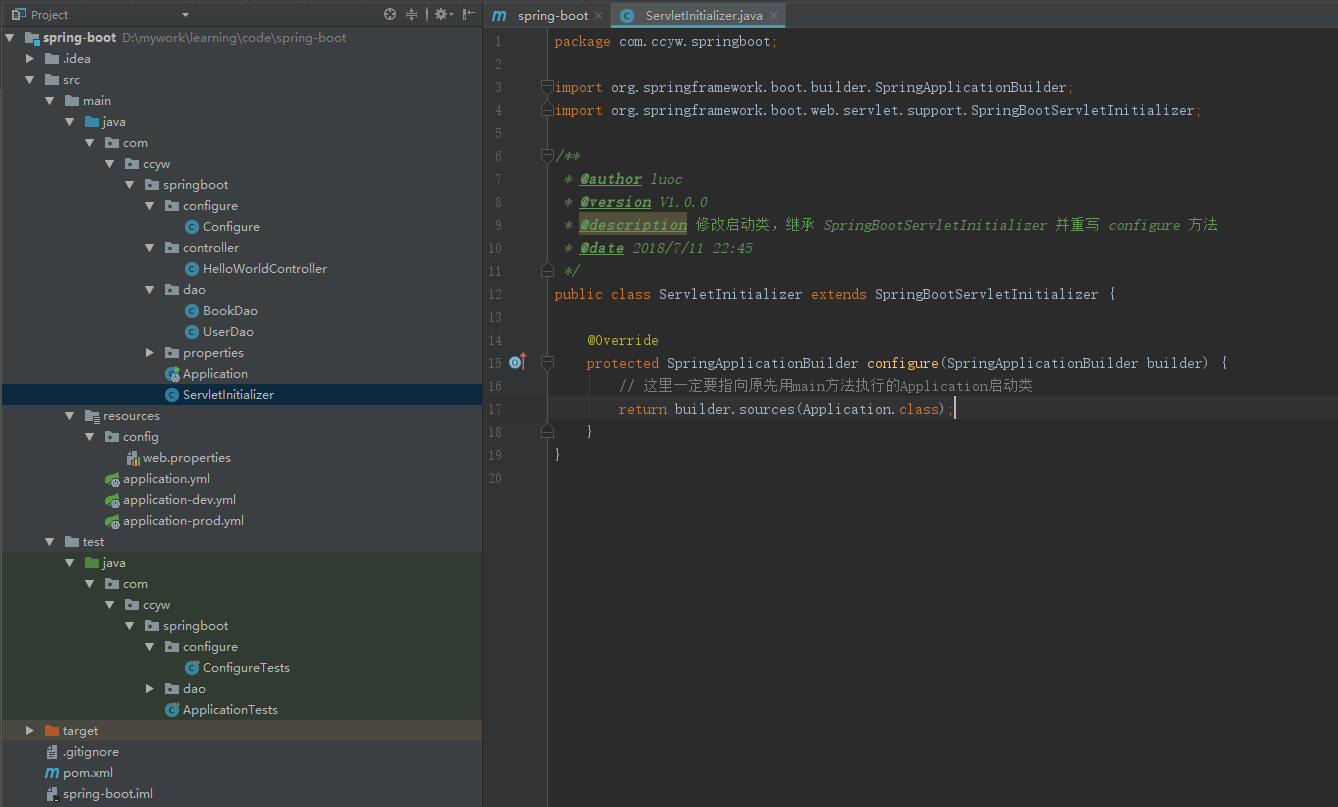 Project
spring-boot D:\mywork\learning\code\spring-boot
.idea
src
main
java
com
ccyw
springboot
configure
Configure
controller
HelloWorldController
dao
BookDao
UserDao
properties
Application
ServletInitializer
resources
config
web.properties
application.yml
application-dev.yml
application-prod.yml
test
java
com
ccyw
springboot
configure
ConfigureTests
dao
ApplicationTests
target
.gitignore
pom.xml
spring-boot.iml
spring-boot ServletInitializer.java
1 package com.ccyw.springboot;
2
3 import org.springframework.boot.builder.SpringApplicationBuilder;
4 import org.springframework.boot.web.servlet.support.SpringBootServletInitializer;
5
6 /**
7 * @author luoc
8 * @version V1.0.0
9 * @description 修改启动类，继承 SpringBootServletInitializer 并重写 configure 方法
10 * @date 2018/7/11 22:45
11 */
12 public class ServletInitializer extends SpringBootServletInitializer {
13
14 @Override
15 protected SpringApplicationBuilder configure(SpringApplicationBuilder builder) {
16 // 这里一定要指向原先用main方法执行的Application启动类
17 return builder.sources(Application.class);
18 }
19 }
20